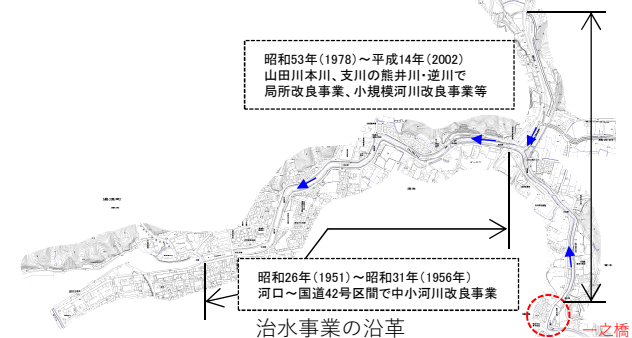 昭和53年(1978)～平成14年(2002)
山田川本川、支川の熊井川・逆川で
局所改良事業、小規模河川改良事業等
湯浅町
昭和26年(1951)～昭和31年(1956年)
河口～国道42号区間で中小河川改良事業
治水事業の沿革
一之橋